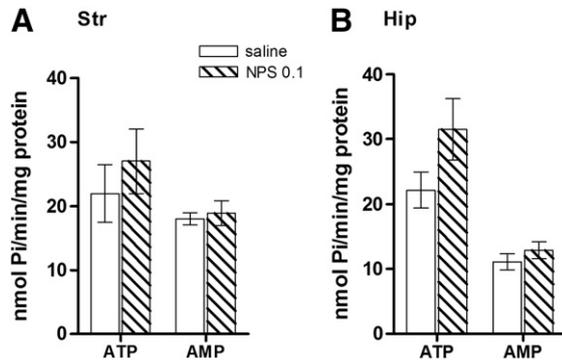 A Str
saline
NPS 0.1
nmol Pi/min/mg protein
40
30
20
10
0
ATP AMP
B Hip
nmol Pi/min/mg protein
40
30
20
10
0
ATP AMP